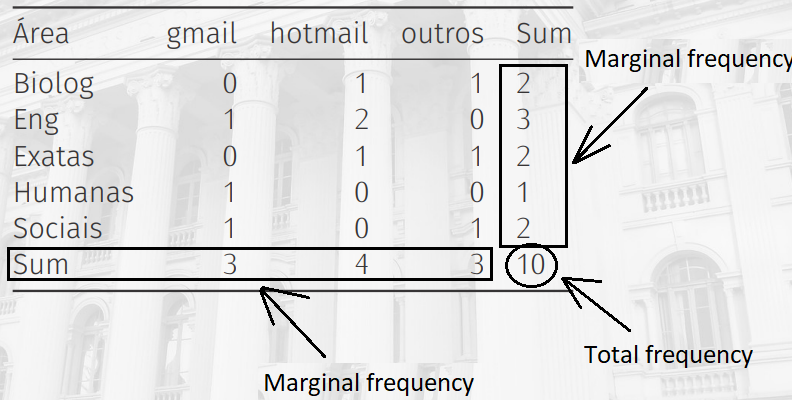 Área gmail hotmail outros Sum
Marginal frequency
Biolog 0 1 1 2
Eng 1 2 0 3
Exatas 0 1 1 2
Humanas 1 0 0 1
Sociais 1 0 1 2
Sum 3 4 3 10
Total frequency
Marginal frequency